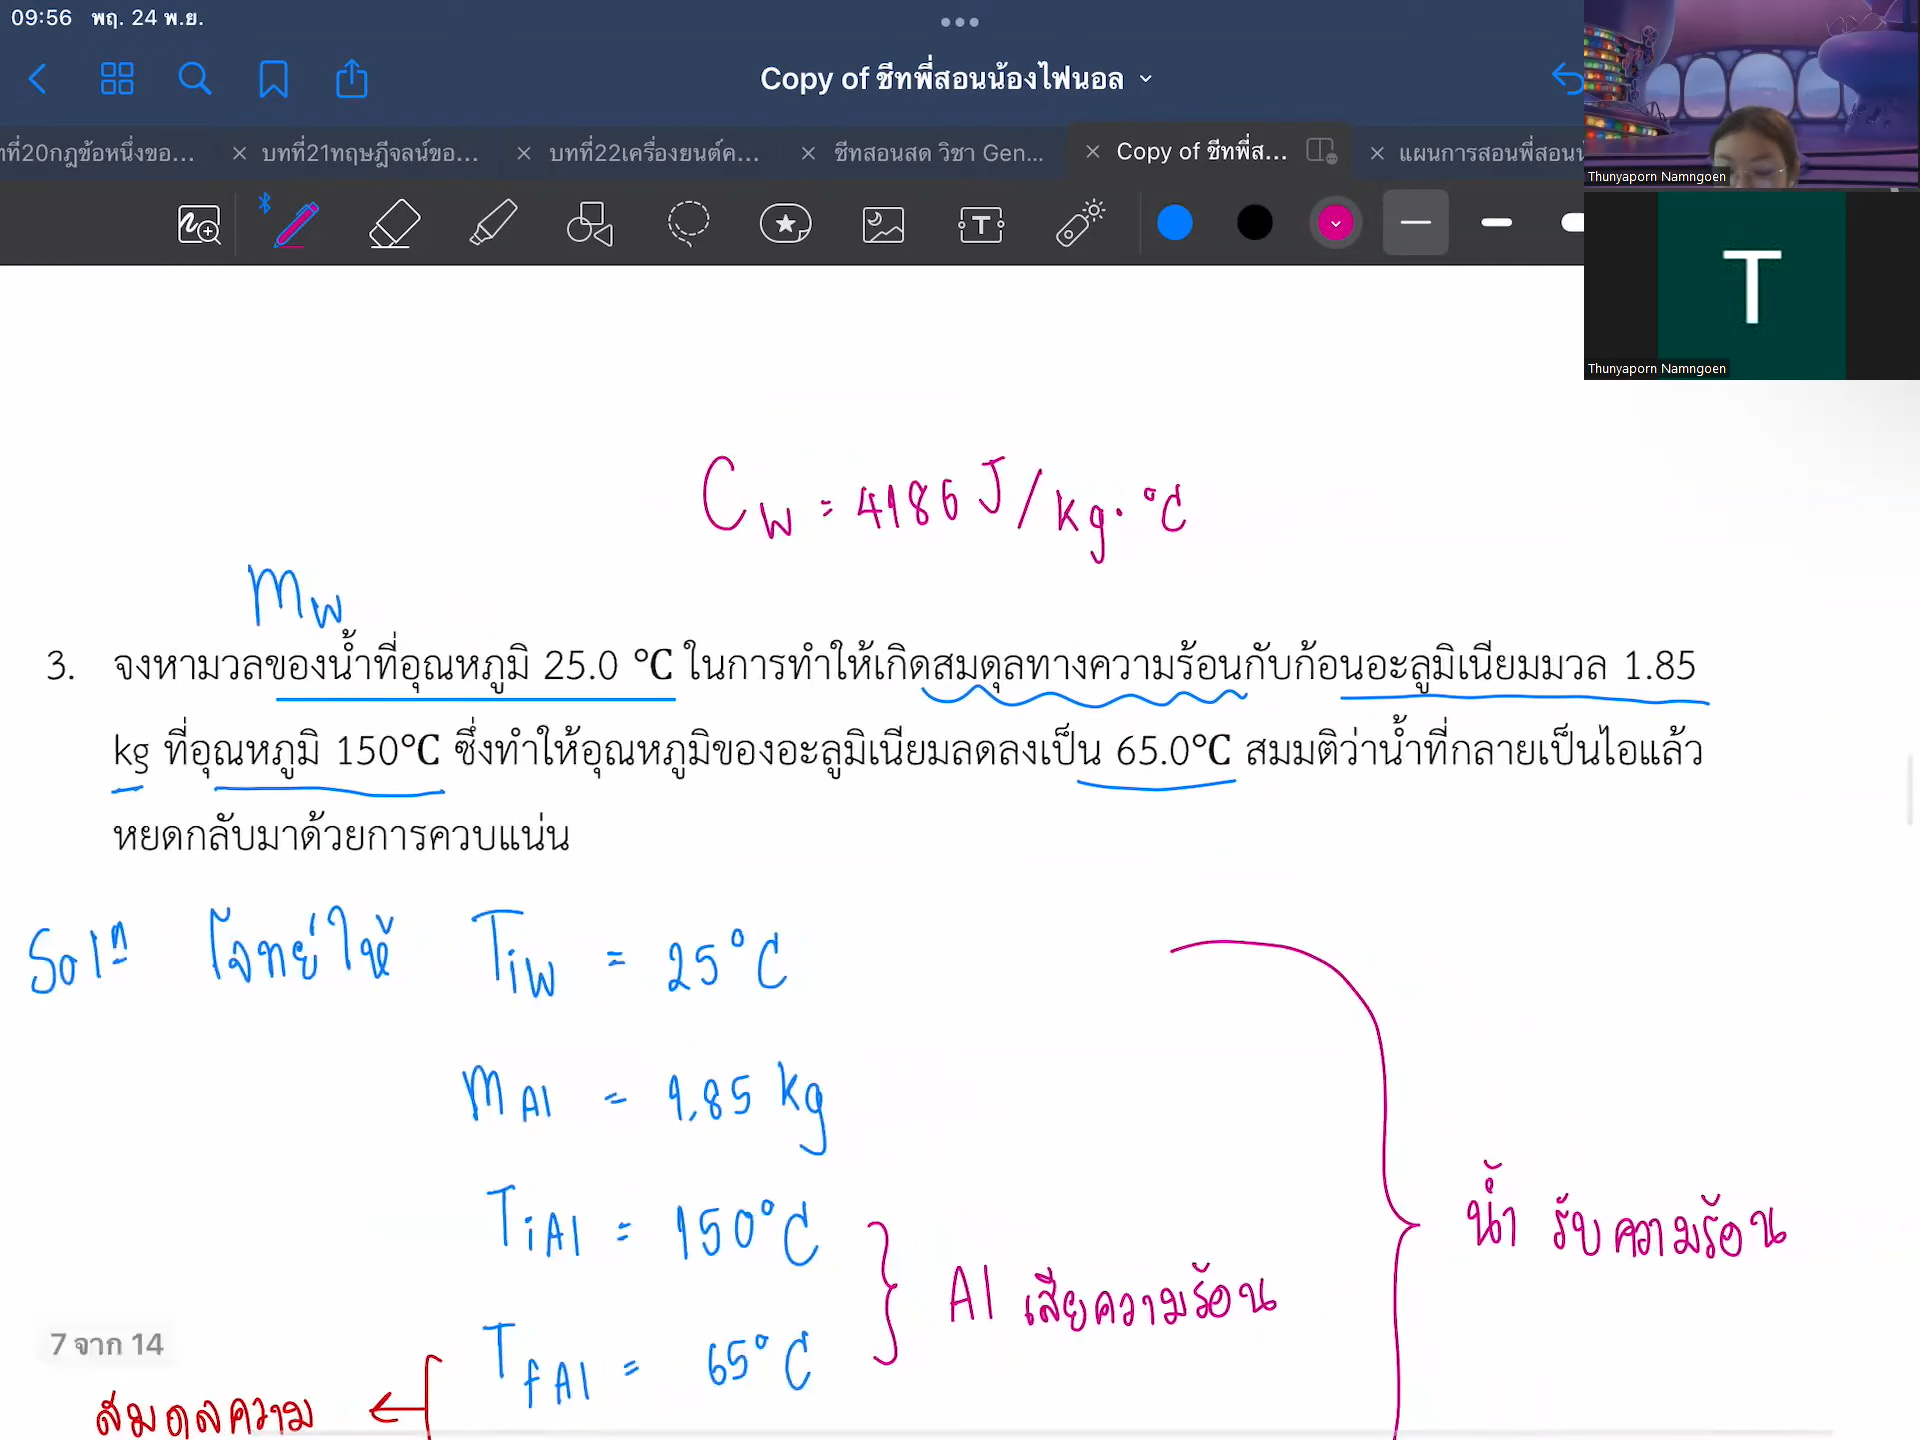 09:56 พฤ. 24 พ.ย.
Copy of ชีทพี่สอนน้องไฟนอล
ที่20กฎข้อหนึ่งขอ...
บทที่21ทฤษฎีจลน์ขอ...
บทที่22เครื่องยนต์ค...
ชีทสอนสด วิชา Gen...
Copy of ชีทพี่ส...
แผนการสอนพี่สอน
Thunyaporn Namngoen
T
Thunyaporn Namngoen
Cw = 4186 J/kg·°C
mw
3. จงหามวลของน้ำที่อุณหภูมิ 25.0 ℃ ในการทำให้เกิดสมดุลทางความร้อนกับก้อนอะลูมิเนียมมวล 1.85
kg ที่อุณหภูมิ 150℃ ซึ่งทำให้อุณหภูมิของอะลูมิเนียมลดลงเป็น 65.0℃ สมมติว่าน้ำที่กลายเป็นไอแล้ว
หยดกลับมาด้วยการควบแน่น
Solⁿ โจทย์ให้ Tiw = 25°C
mAl = 1.85 kg
TiAl = 150°C
น้ำ รับความร้อน
Al เสียความร้อน
TfAl = 65°C
7 จาก 14
สมดุลความ